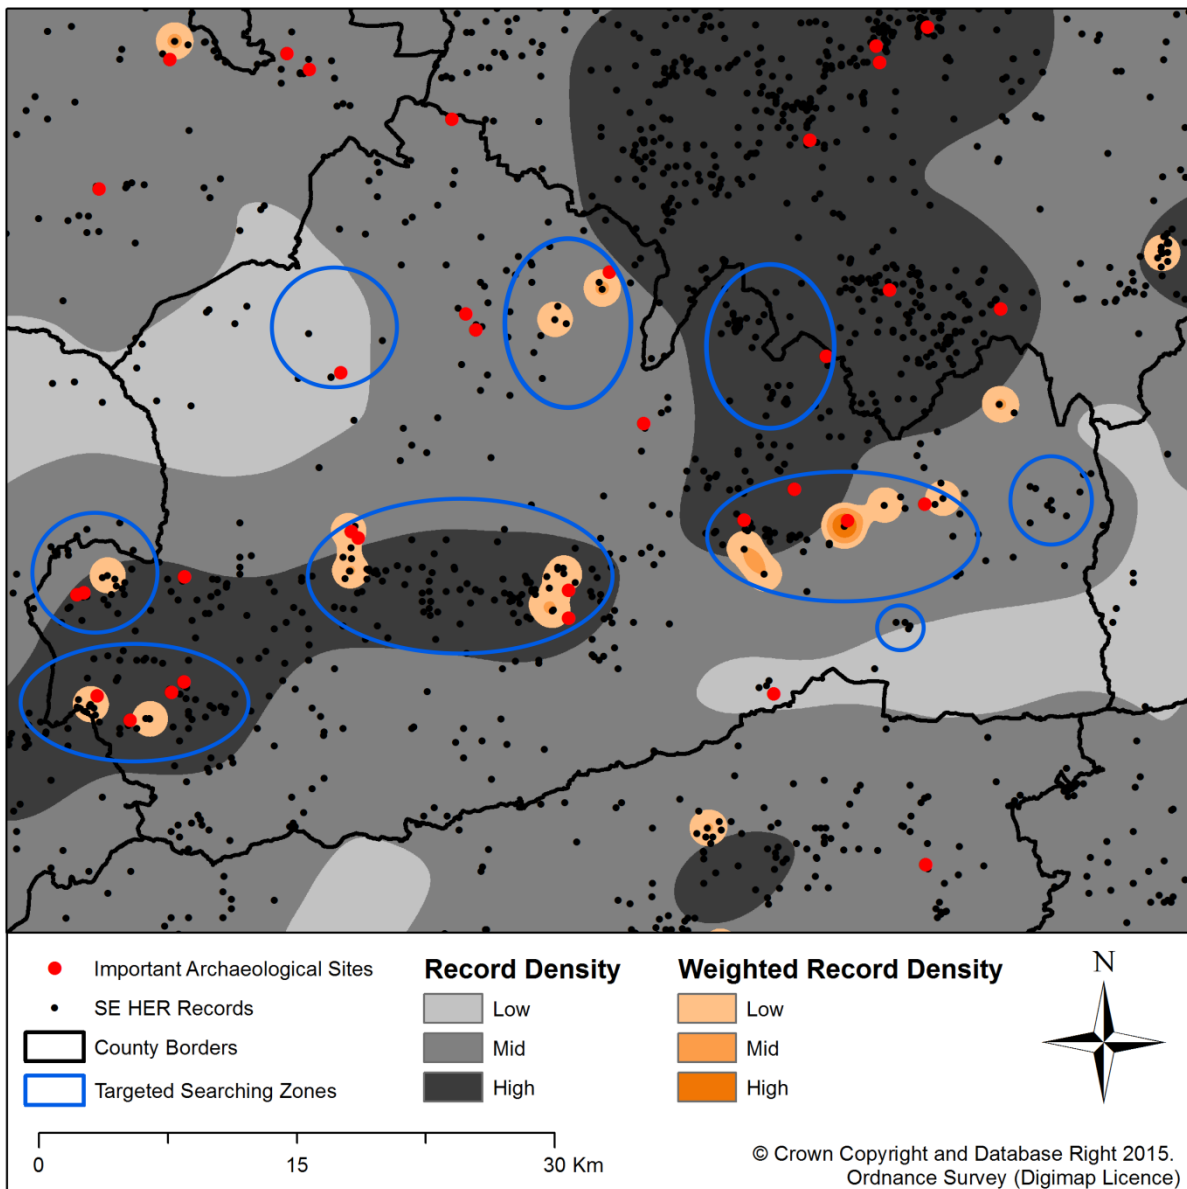 Important Archaeological Sites
SE HER Records
County Borders
Targeted Searching Zones
Record Density
Low
Mid
High
Weighted Record Density
Low
Mid
High
N
0 15 30 Km
© Crown Copyright and Database Right 2015.
Ordnance Survey (Digimap Licence)